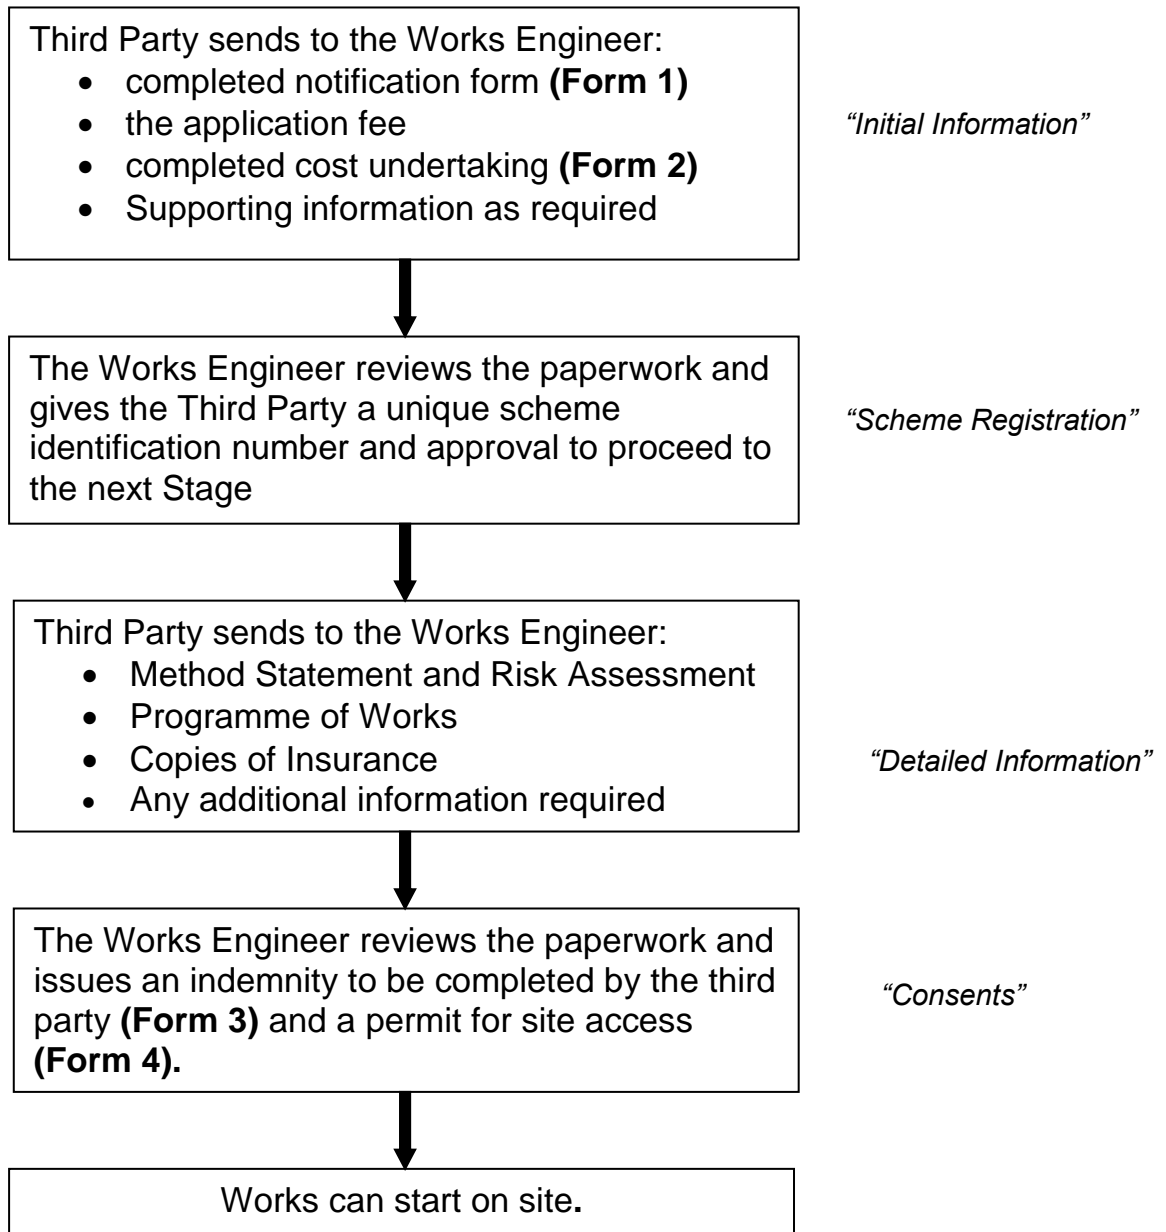 Third Party sends to the Works Engineer:
• completed notification form (Form 1)
• the application fee
• completed cost undertaking (Form 2)
• Supporting information as required
“Initial Information”
The Works Engineer reviews the paperwork and
gives the Third Party a unique scheme
identification number and approval to proceed to
the next Stage
“Scheme Registration”
Third Party sends to the Works Engineer:
• Method Statement and Risk Assessment
• Programme of Works
• Copies of Insurance
• Any additional information required
“Detailed Information”
The Works Engineer reviews the paperwork and
issues an indemnity to be completed by the third
party (Form 3) and a permit for site access
(Form 4).
“Consents”
Works can start on site.